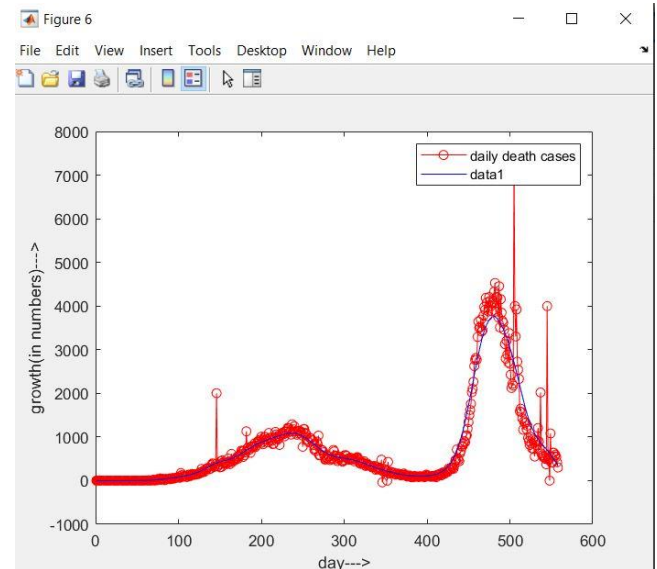 Figure 6
File Edit View Insert Tools Desktop Window Help
8000
7000
6000
5000
4000
3000
2000
1000
0
-1000
growth(in numbers)--->
daily death cases
data1
0 100 200 300 400 500 600
day--->